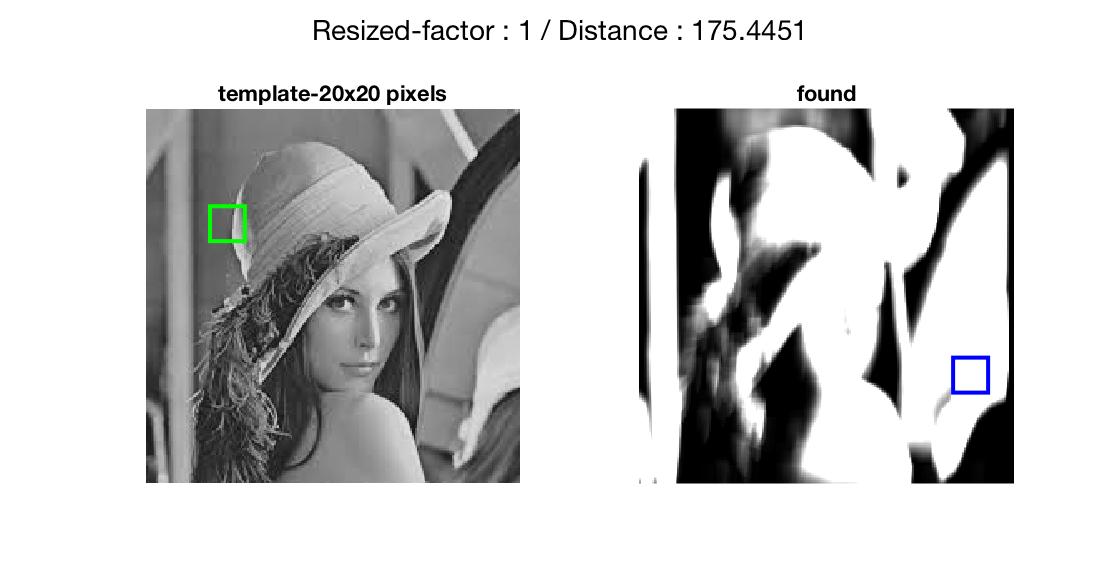 Resized-factor : 1 / Distance : 175.4451
template-20x20 pixels
found